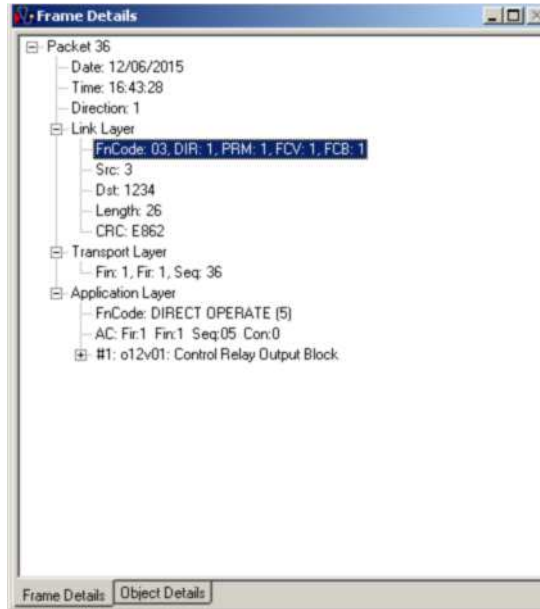 Frame Details
Packet 36
Date: 12/06/2015
Time: 16:43:28
Direction: 1
Link Layer
FnCode: 03, DIR: 1, PRM: 1, FCV: 1, FCB: 1
Src: 3
Dst: 1234
Length: 26
CRC: E862
Transport Layer
Fin: 1, Fir: 1, Seq: 36
Application Layer
FnCode: DIRECT OPERATE (5)
AC: Fir:1 Fin:1 Seq:05 Con:0
#1: o12v01: Control Relay Output Block
Frame Details Object Details